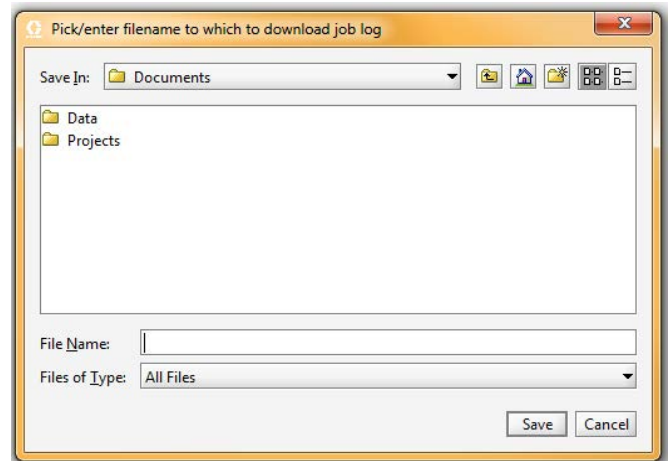 Pick/enter filename to which to download job log
Save In: Documents
Data
Projects
File Name:
Files of Type: All Files
Save Cancel